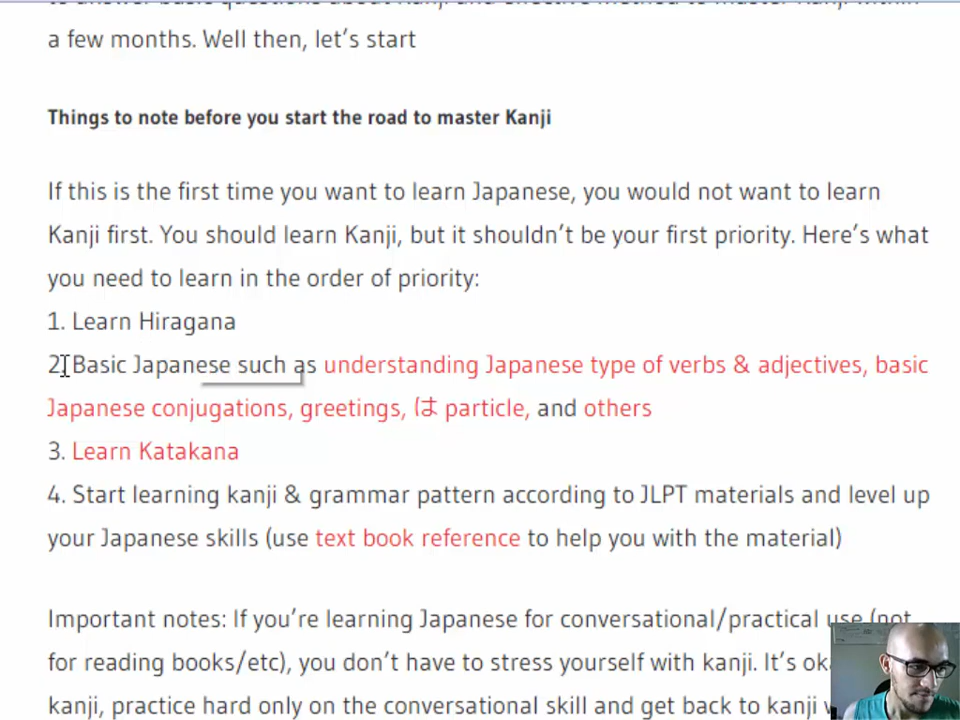 a few months. Well then, let's start
Things to note before you start the road to master Kanji
If this is the first time you want to learn Japanese, you would not want to learn
Kanji first. You should learn Kanji, but it shouldn't be your first priority. Here's what
you need to learn in the order of priority:
1. Learn Hiragana
2. Basic Japanese such as understanding Japanese type of verbs & adjectives, basic
Japanese conjugations, greetings, は particle, and others
3. Learn Katakana
4. Start learning kanji & grammar pattern according to JLPT materials and level up
your Japanese skills (use text book reference to help you with the material)
Important notes: If you're learning Japanese for conversational/practical use (not
for reading books/etc), you don't have to stress yourself with kanji. It's
kanji, practice hard only on the conversational skill and get back to kanji